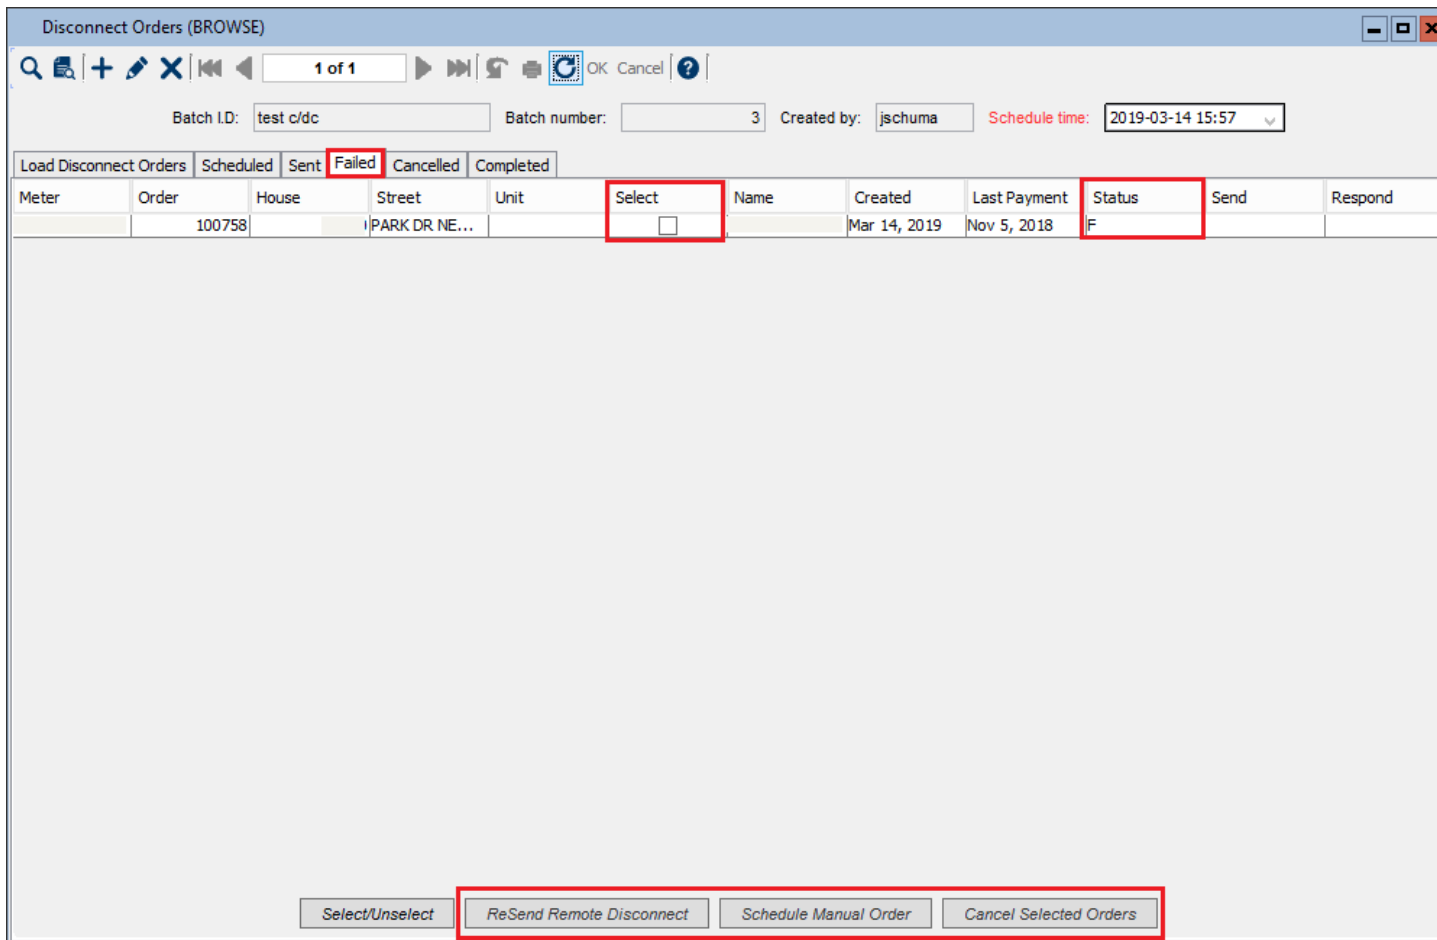 Disconnect Orders (BROWSE)
1 of 1 OK Cancel ?
Batch I.D: test c/dc Batch number: 3 Created by: jschuma Schedule time: 2019-03-14 15:57
Load Disconnect Orders Scheduled Sent Failed Cancelled Completed
Meter Order House Street Unit Select Name Created Last Payment Status Send Respond
100758 PARK DR NE... Mar 14, 2019 Nov 5, 2018 F
Select/Unselect ReSend Remote Disconnect Schedule Manual Order Cancel Selected Orders